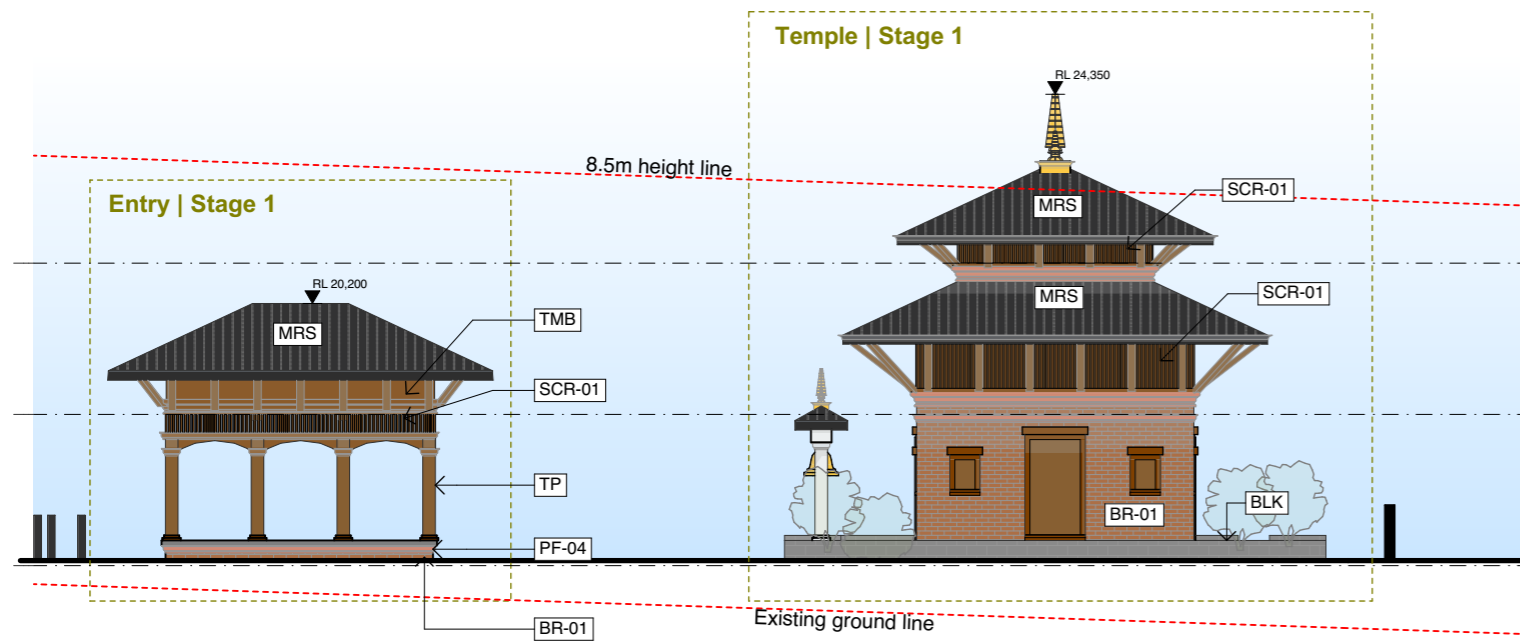 Temple | Stage 1
RL 24,350
8.5m height line
SCR-01
Entry | Stage 1
MRS
RL 20,200
SCR-01
MRS
TMB
MRS
SCR-01
TP
BLK
BR-01
PF-04
Existing ground line
BR-01